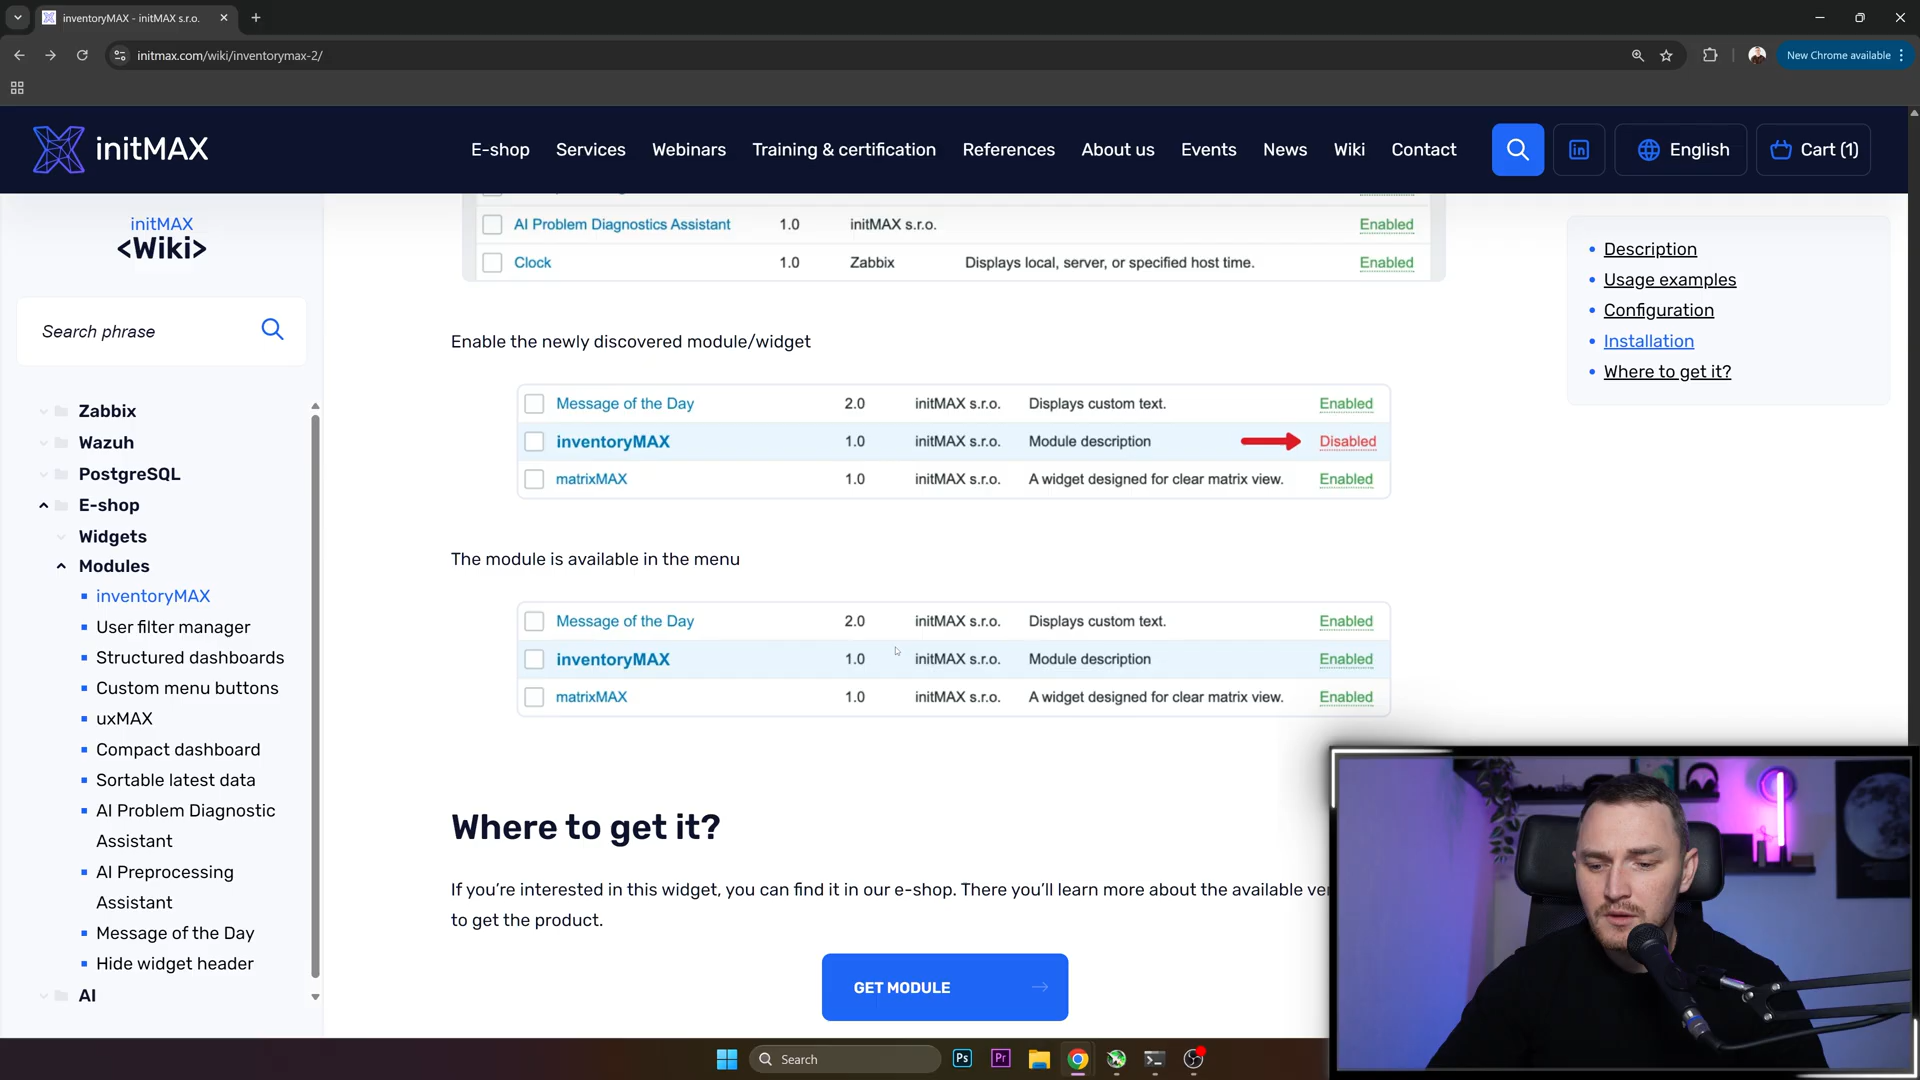 inventoryMAX - initMAX s.r.o.
initmax.com/wiki/inventorymax-2/
New Chrome available
initMAX
E-shop
Services
Webinars
Training & certification
References
About us
Events
News
Wiki
Contact
English
Cart (1)
initMAX
<Wiki>
Search phrase
Zabbix
Wazuh
PostgreSQL
E-shop
Widgets
Modules
inventoryMAX
User filter manager
Structured dashboards
Custom menu buttons
uxMAX
Compact dashboard
Sortable latest data
AI Problem Diagnostic
Assistant
AI Preprocessing
Assistant
Message of the Day
Hide widget header
AI
AI Problem Diagnostics Assistant 1.0 initMAX s.r.o. Enabled
Clock 1.0 Zabbix Displays local, server, or specified host time. Enabled
Enable the newly discovered module/widget
Message of the Day 2.0 initMAX s.r.o. Displays custom text. Enabled
inventoryMAX 1.0 initMAX s.r.o. Module description Disabled
matrixMAX 1.0 initMAX s.r.o. A widget designed for clear matrix view. Enabled
The module is available in the menu
Message of the Day 2.0 initMAX s.r.o. Displays custom text. Enabled
inventoryMAX 1.0 initMAX s.r.o. Module description Enabled
matrixMAX 1.0 initMAX s.r.o. A widget designed for clear matrix view. Enabled
Where to get it?
If you're interested in this widget, you can find it in our e-shop. There you'll learn more about the available
to get the product.
GET MODULE
Description
Usage examples
Configuration
Installation
Where to get it?
Search
Ps
Pr